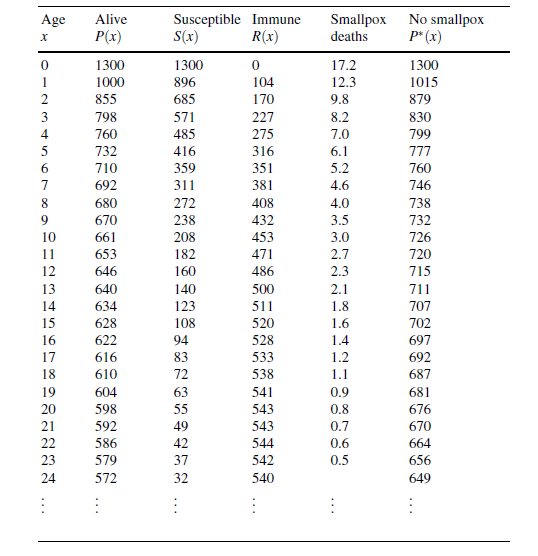 Age Alive Susceptible Immune Smallpox No smallpox
x P(x) S(x) R(x) deaths P*(x)
0 1300 1300 0 17.2 1300
1 1000 896 104 12.3 1015
2 855 685 170 9.8 879
3 798 571 227 8.2 830
4 760 485 275 7.0 799
5 732 416 316 6.1 777
6 710 359 351 5.2 760
7 692 311 381 4.6 746
8 680 272 408 4.0 738
9 670 238 432 3.5 732
10 661 208 453 3.0 726
11 653 182 471 2.7 720
12 646 160 486 2.3 715
13 640 140 500 2.1 711
14 634 123 511 1.8 707
15 628 108 520 1.6 702
16 622 94 528 1.4 697
17 616 83 533 1.2 692
18 610 72 538 1.1 687
19 604 63 541 0.9 681
20 598 55 543 0.8 676
21 592 49 543 0.7 670
22 586 42 544 0.6 664
23 579 37 542 0.5 656
24 572 32 540 649
⋮ ⋮ ⋮ ⋮ ⋮ ⋮